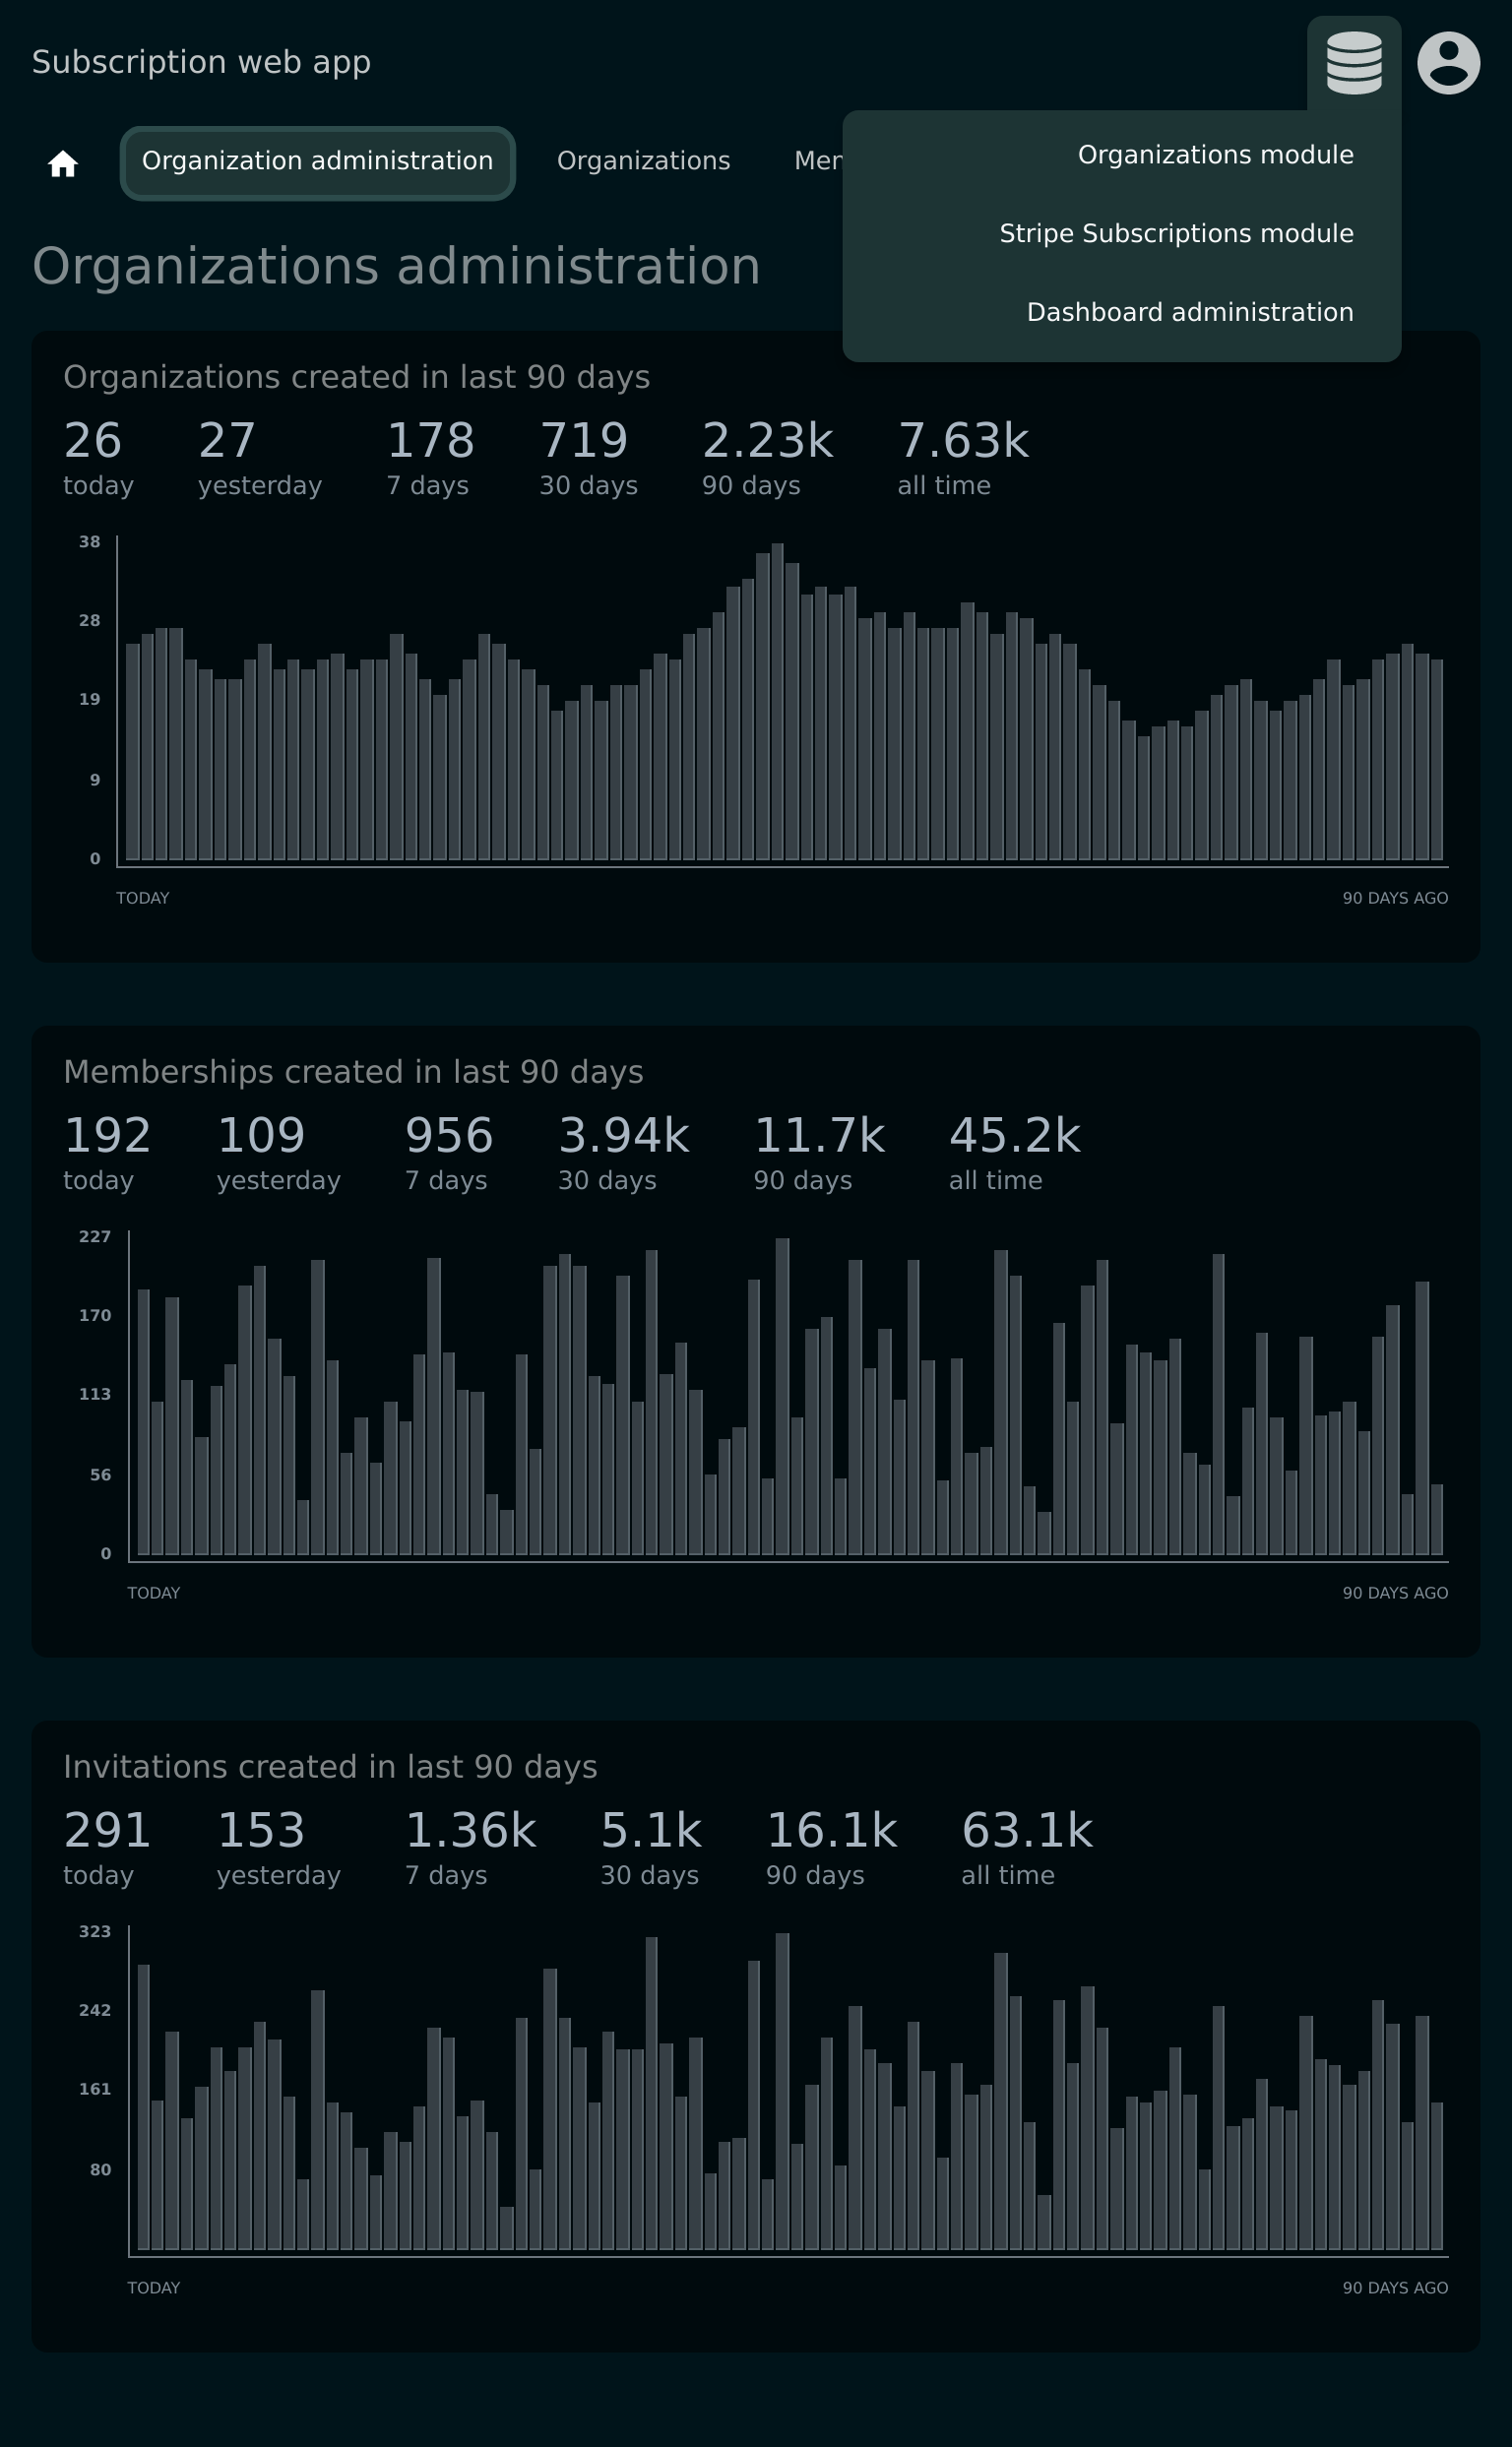 Subscription web app
Organization administration
Organizations
Organizations module
Stripe Subscriptions module
Dashboard administration
Organizations administration
Organizations created in last 90 days
26 27 178 719 2.23k 7.63k
today yesterday 7 days 30 days 90 days all time
38
28
19
9
0
TODAY 90 DAYS AGO
Memberships created in last 90 days
192 109 956 3.94k 11.7k 45.2k
today yesterday 7 days 30 days 90 days all time
227
170
113
56
0
TODAY 90 DAYS AGO
Invitations created in last 90 days
291 153 1.36k 5.1k 16.1k 63.1k
today yesterday 7 days 30 days 90 days all time
323
242
161
80
TODAY 90 DAYS AGO